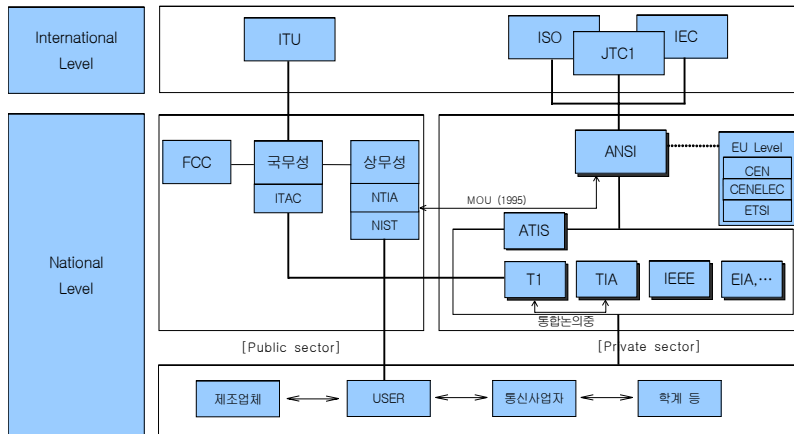 International
Level
ITU
ISO
JTC1
IEC
National
Level
FCC
국무성
ITAC
상무성
NTIA
NIST
MOU (1995)
ANSI
EU Level
CEN
CENELEC
ETSI
ATIS
T1
TIA
IEEE
EIA,…
통합논의중
[Public sector]
[Private sector]
제조업체
USER
통신사업자
학계 등